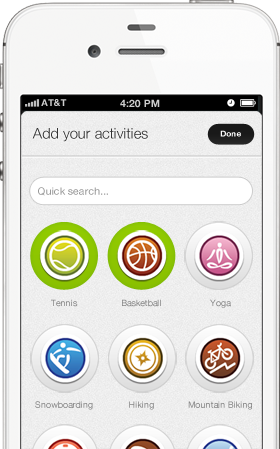 AT&T 4:20 PM
Add your activities Done
Quick search...
Tennis Basketball Yoga
Snowboarding Hiking Mountain Biking